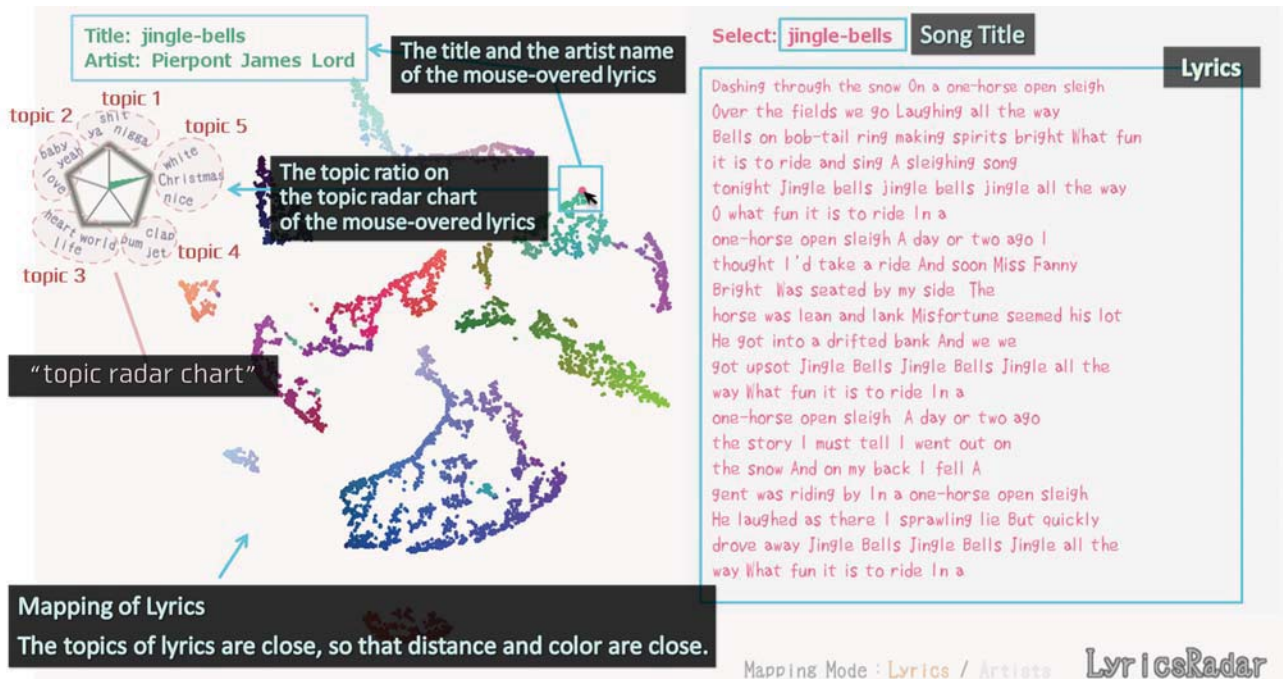 Title: jingle-bells
Artist: Pierpont James Lord
The title and the artist name
of the mouse-overed lyrics
topic 1
topic 2
topic 5
shit
ya nigga
baby
yeah
love
white
Christmas
nice
heart world
life
clap
bum
jet
topic 3
topic 4
The topic ratio on
the topic radar chart
of the mouse-overed lyrics
"topic radar chart"
Mapping of Lyrics
The topics of lyrics are close, so that distance and color are close.
Select: jingle-bells
Song Title
Lyrics
Dashing through the snow On a one-horse open sleigh
Over the fields we go Laughing all the way
Bells on bob-tail ring making spirits bright What fun
it is to ride and sing A sleighing song
tonight Jingle bells jingle bells jingle all the way
O what fun it is to ride In a
one-horse open sleigh A day or two ago I
thought I'd take a ride And soon Miss Fanny
Bright Was seated by my side The
horse was lean and lank Misfortune seemed his lot
He got into a drifted bank And we we
got upsot Jingle Bells Jingle Bells Jingle all the
way What fun it is to ride In a
one-horse open sleigh A day or two ago
the story I must tell I went out on
the snow And on my back I fell A
gent was riding by In a one-horse open sleigh
He laughed as there I sprawling lie But quickly
drove away Jingle Bells Jingle Bells Jingle all the
way What fun it is to ride In a
Mapping Mode : Lyrics / Artists
LyricsRadar